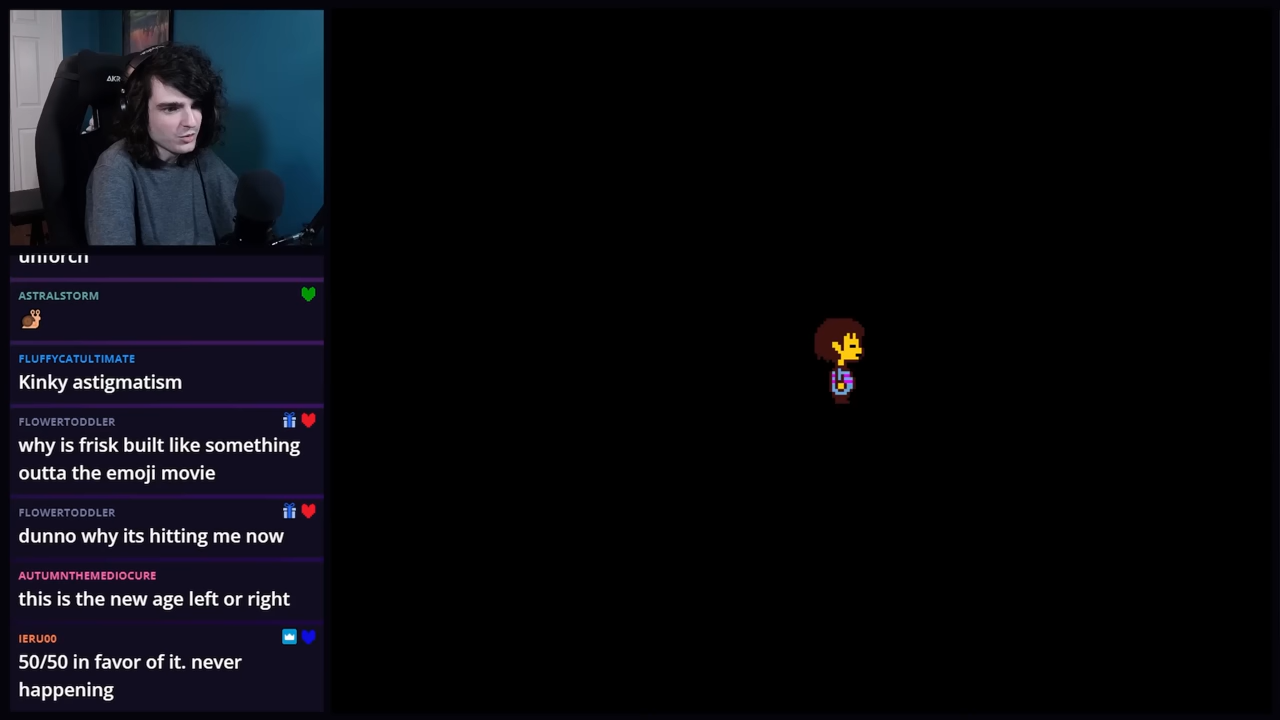 AKR
unforch
ASTRALSTORM
FLUFFYCATULTIMATE
Kinky astigmatism
FLOWERTODDLER
why is frisk built like something
outta the emoji movie
FLOWERTODDLER
dunno why its hitting me now
AUTUMNTHEMEDIOCURE
this is the new age left or right
IERU00
50/50 in favor of it. never
happening